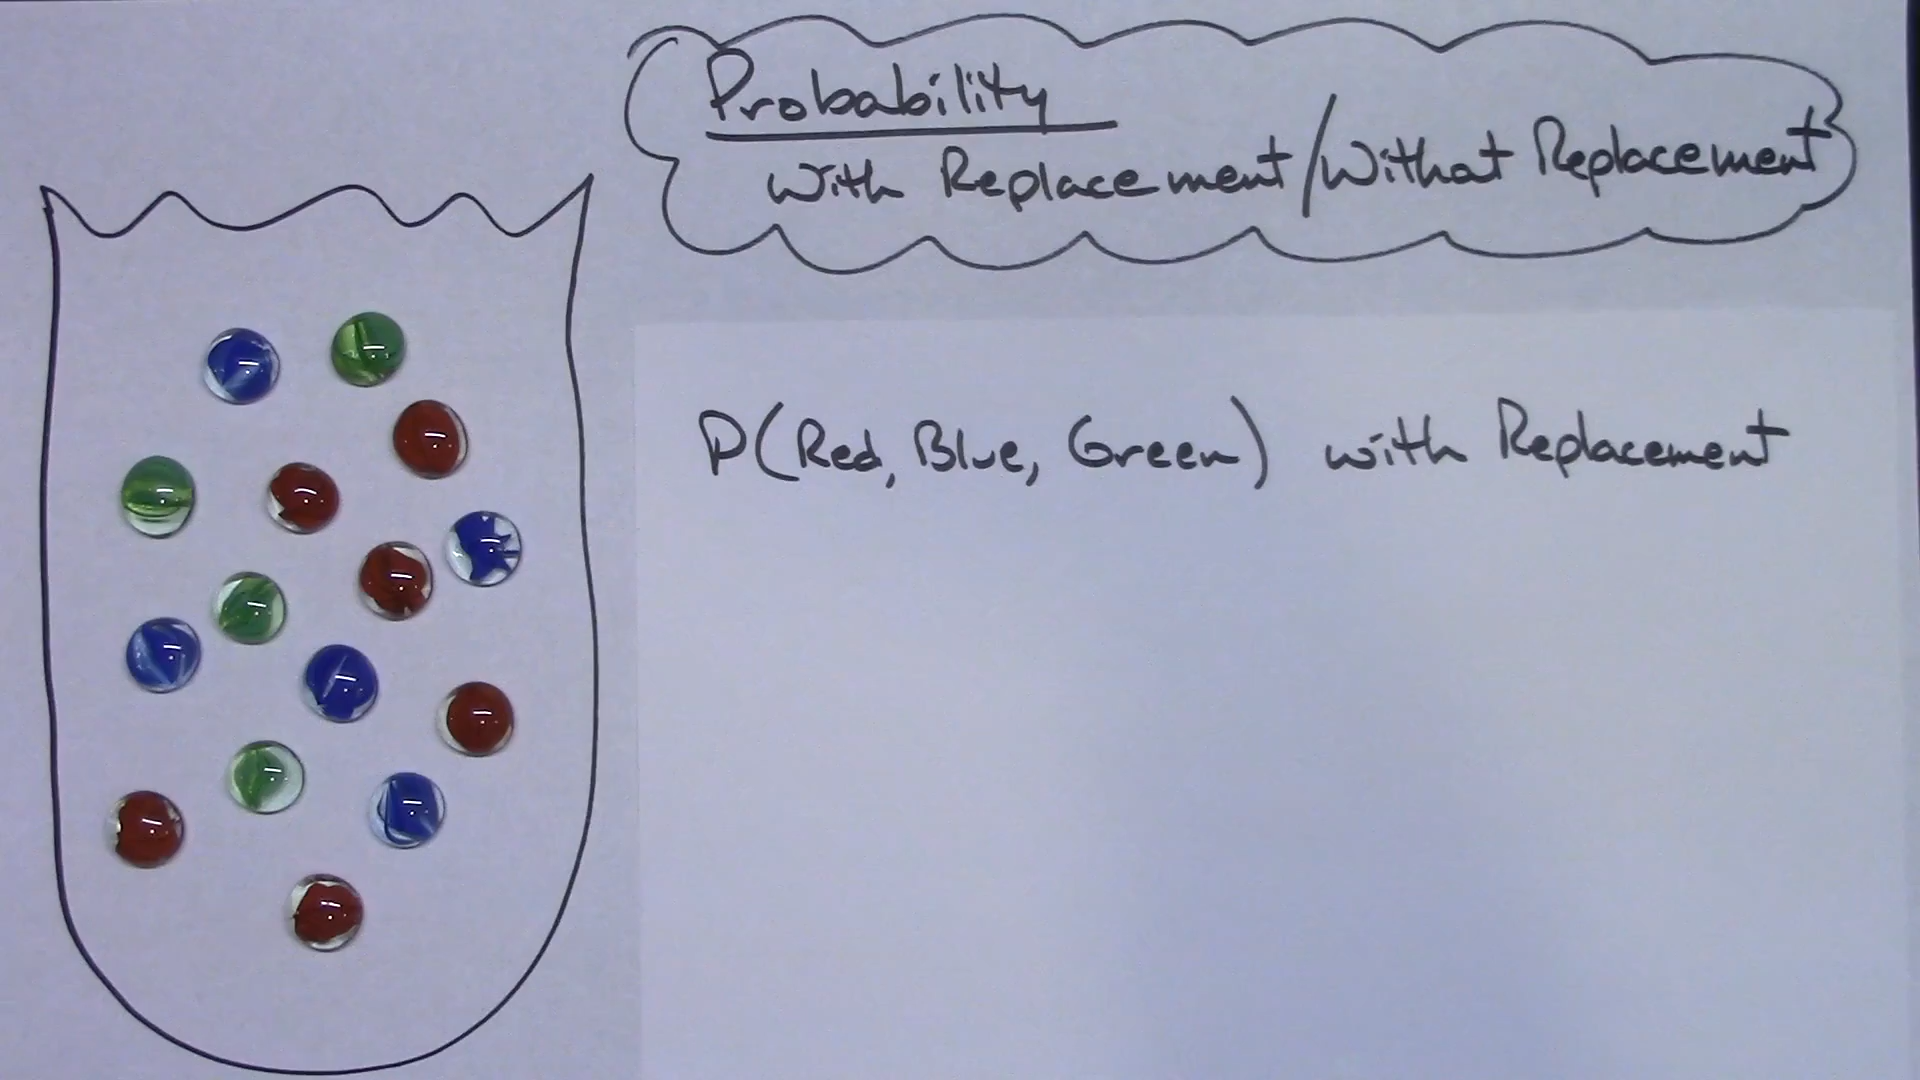 Probability
With Replacement/Without Replacement
P(Red, Blue, Green) with Replacement